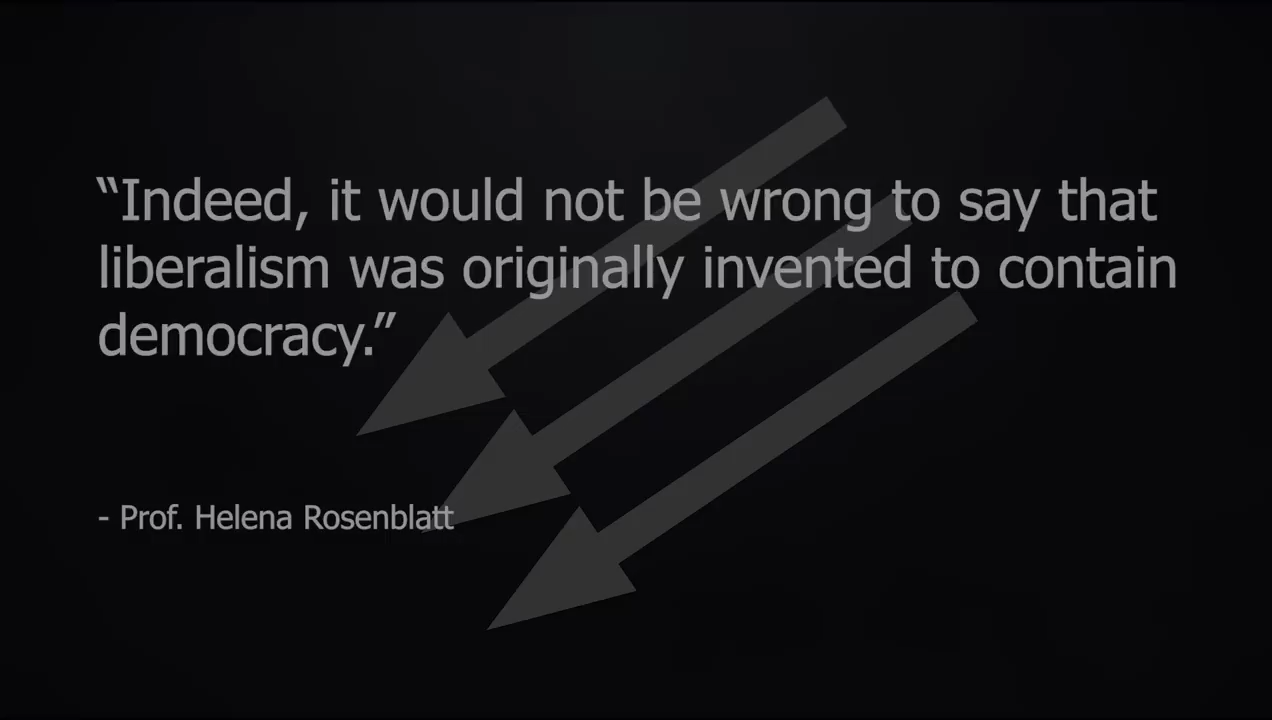 “Indeed, it would not be wrong to say that
liberalism was originally invented to contain
democracy.”
- Prof. Helena Rosenblatt